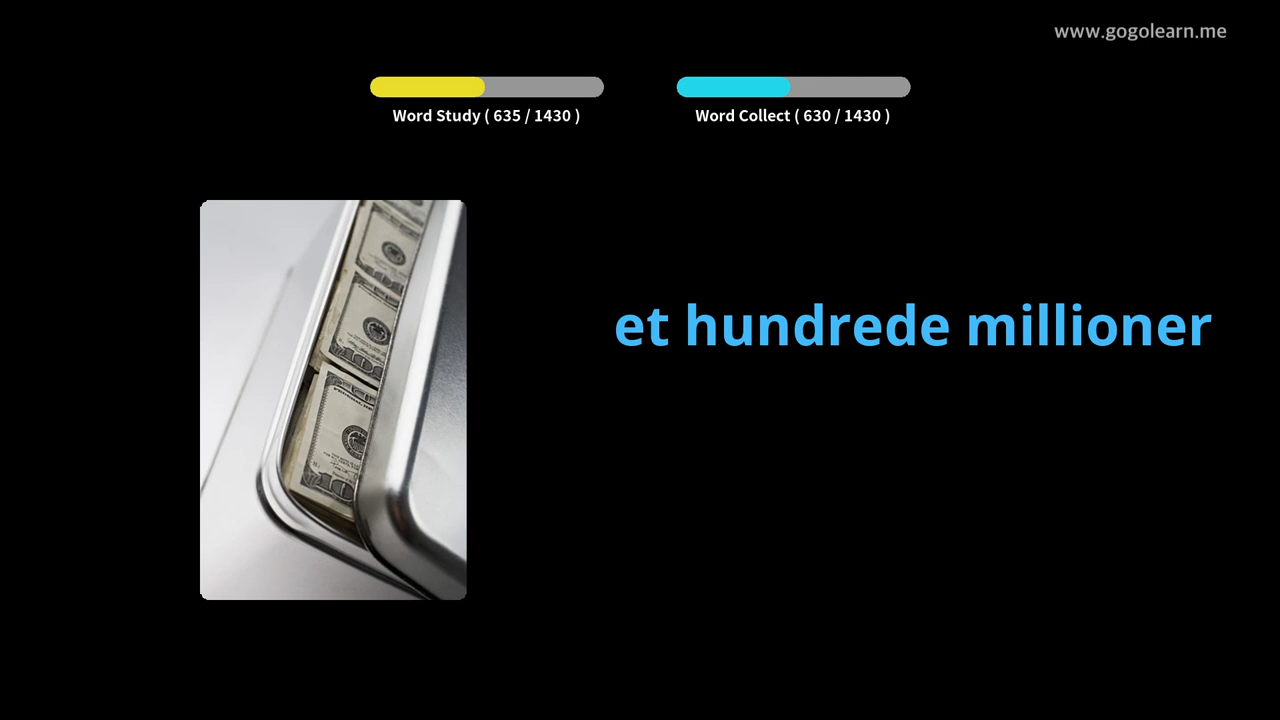 www.gogolearn.me
Word Study ( 635 / 1430 )
Word Collect ( 630 / 1430 )
et hundrede millioner